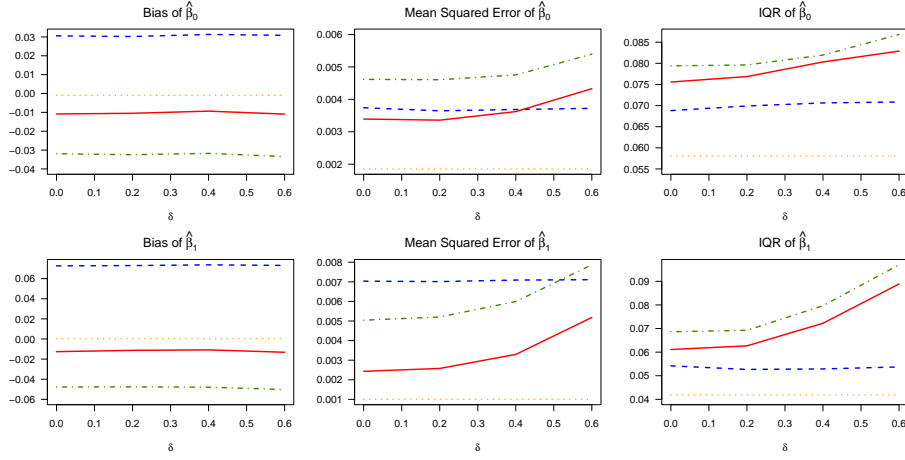 Bias of β̂₀
0.03
0.02
0.01
0.00
−0.01
−0.02
−0.03
−0.04
0.0 0.1 0.2 0.3 0.4 0.5 0.6
δ
Mean Squared Error of β̂₀
0.006
0.005
0.004
0.003
0.002
0.0 0.1 0.2 0.3 0.4 0.5 0.6
δ
IQR of β̂₀
0.085
0.080
0.075
0.070
0.065
0.060
0.055
0.0 0.1 0.2 0.3 0.4 0.5 0.6
δ
Bias of β̂₁
0.06
0.04
0.02
0.00
−0.02
−0.04
−0.06
0.0 0.1 0.2 0.3 0.4 0.5 0.6
δ
Mean Squared Error of β̂₁
0.007
0.006
0.005
0.004
0.003
0.002
0.001
0.0 0.1 0.2 0.3 0.4 0.5 0.6
δ
IQR of β̂₁
0.09
0.08
0.07
0.06
0.05
0.04
0.0 0.1 0.2 0.3 0.4 0.5 0.6
δ